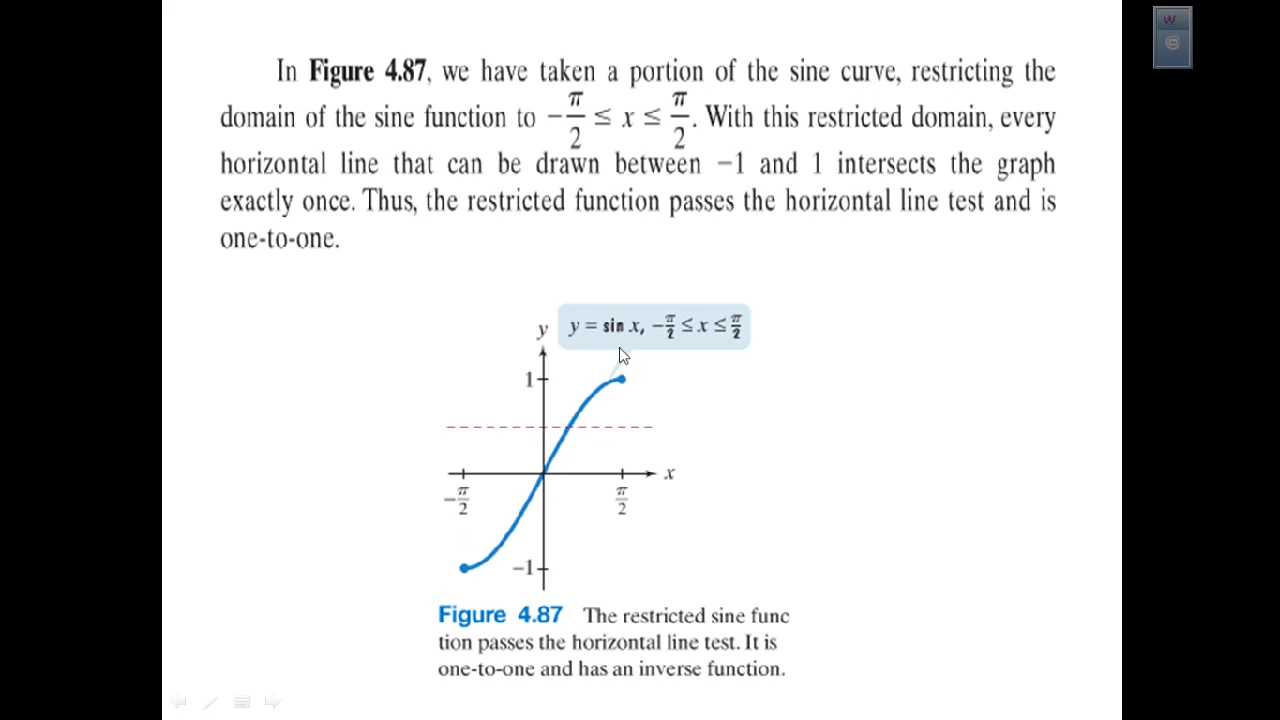 In Figure 4.87, we have taken a portion of the sine curve, restricting the
domain of the sine function to −π/2 ≤ x ≤ π/2. With this restricted domain, every
horizontal line that can be drawn between −1 and 1 intersects the graph
exactly once. Thus, the restricted function passes the horizontal line test and is
one-to-one.
y = sin x, −π/2 ≤ x ≤ π/2
y
1
x
−π/2
π/2
−1
Figure 4.87 The restricted sine func
tion passes the horizontal line test. It is
one-to-one and has an inverse function.
W